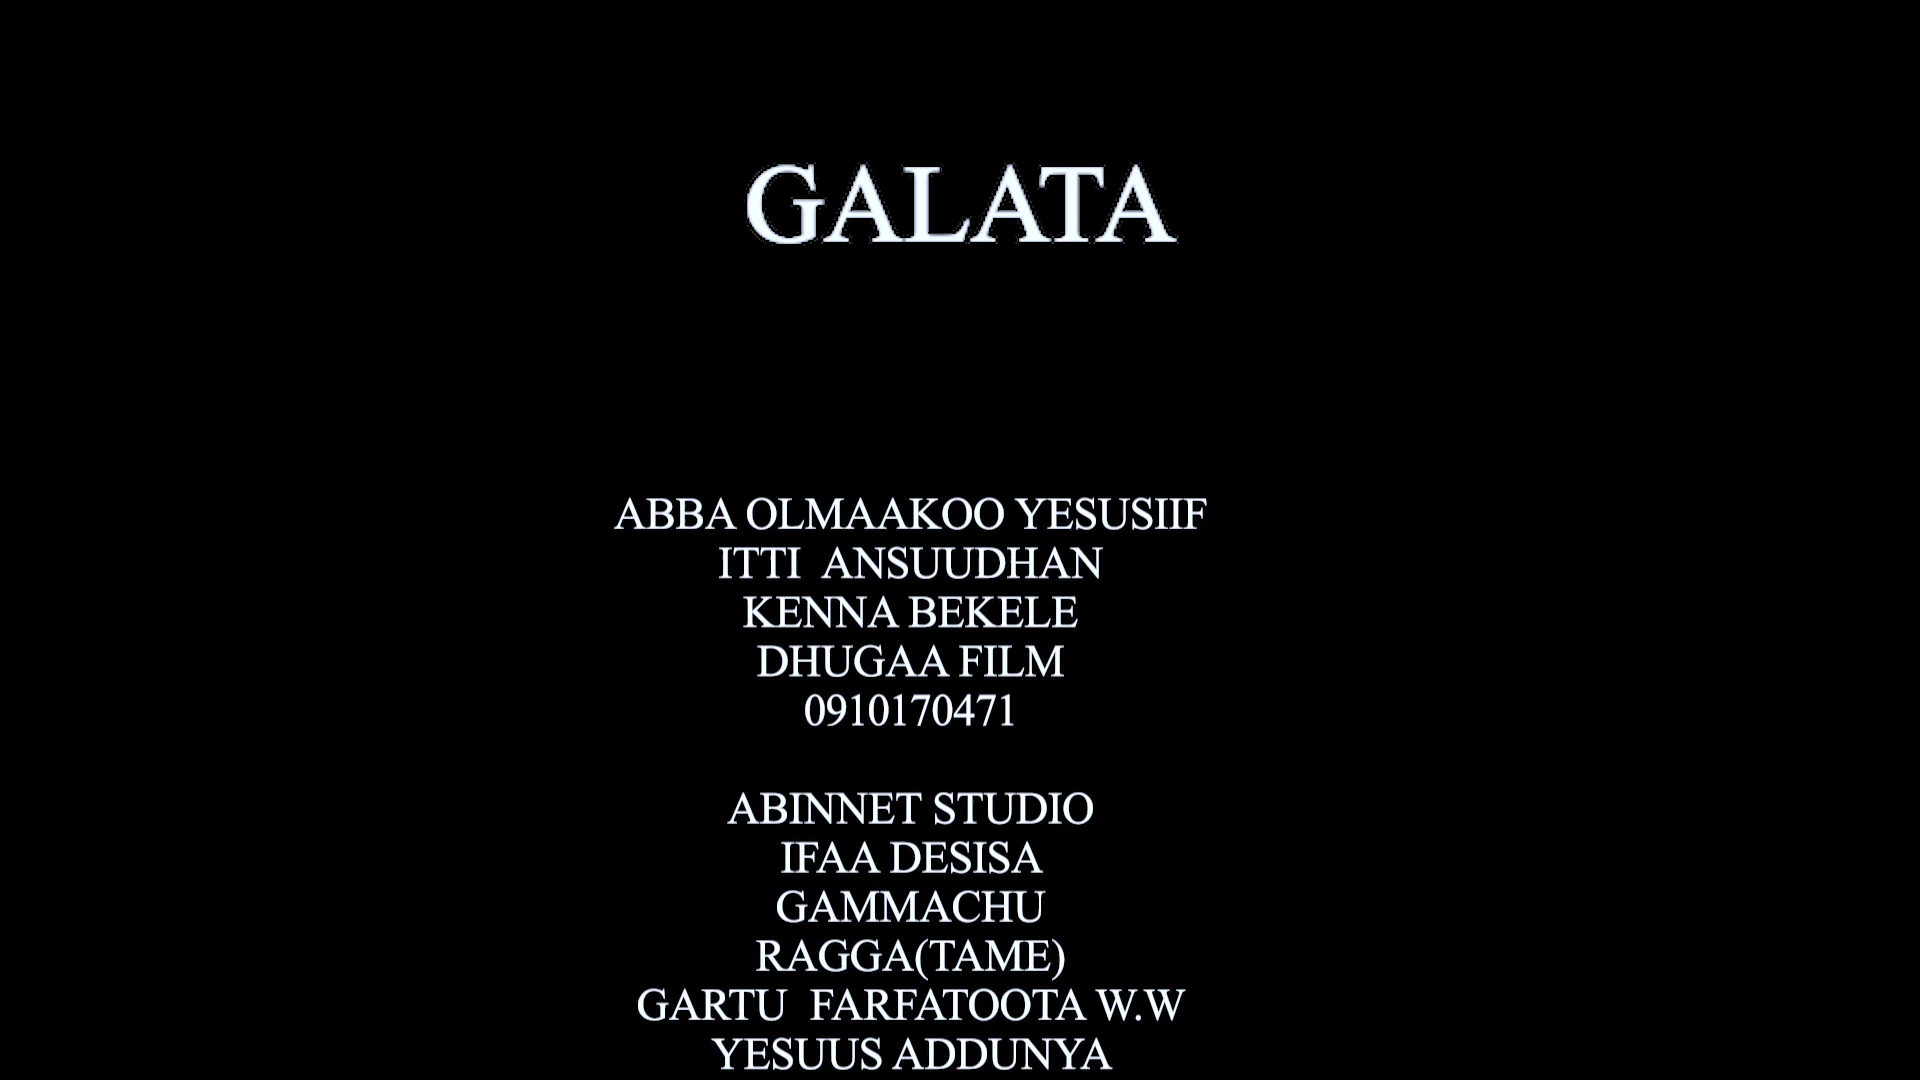 GALATA
ABBA OLMAAKOO YESUSIIF
ITTI ANSUUDHAN
KENNA BEKELE
DHUGAA FILM
0910170471
ABINNET STUDIO
IFAA DESISA
GAMMACHU
RAGGA(TAME)
GARTU FARFATOOTA W.W
YESUUS ADDUNYA